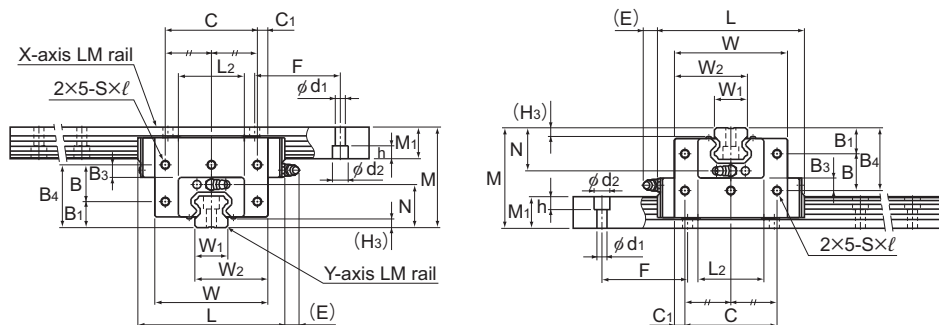 C
C1
X-axis LM rail
L2
F
2×5-S×ℓ
φd1
M1
h
B3
φd2
M
B4
B
B1
N
W1
(H3)
W2
Y-axis LM rail
W
L
(E)
(E)
L
W
W2
W1
(H3)
N
B1
B3
B4
B
M
φd2
M1
h
φd1
2×5-S×ℓ
F
L2
C1
C